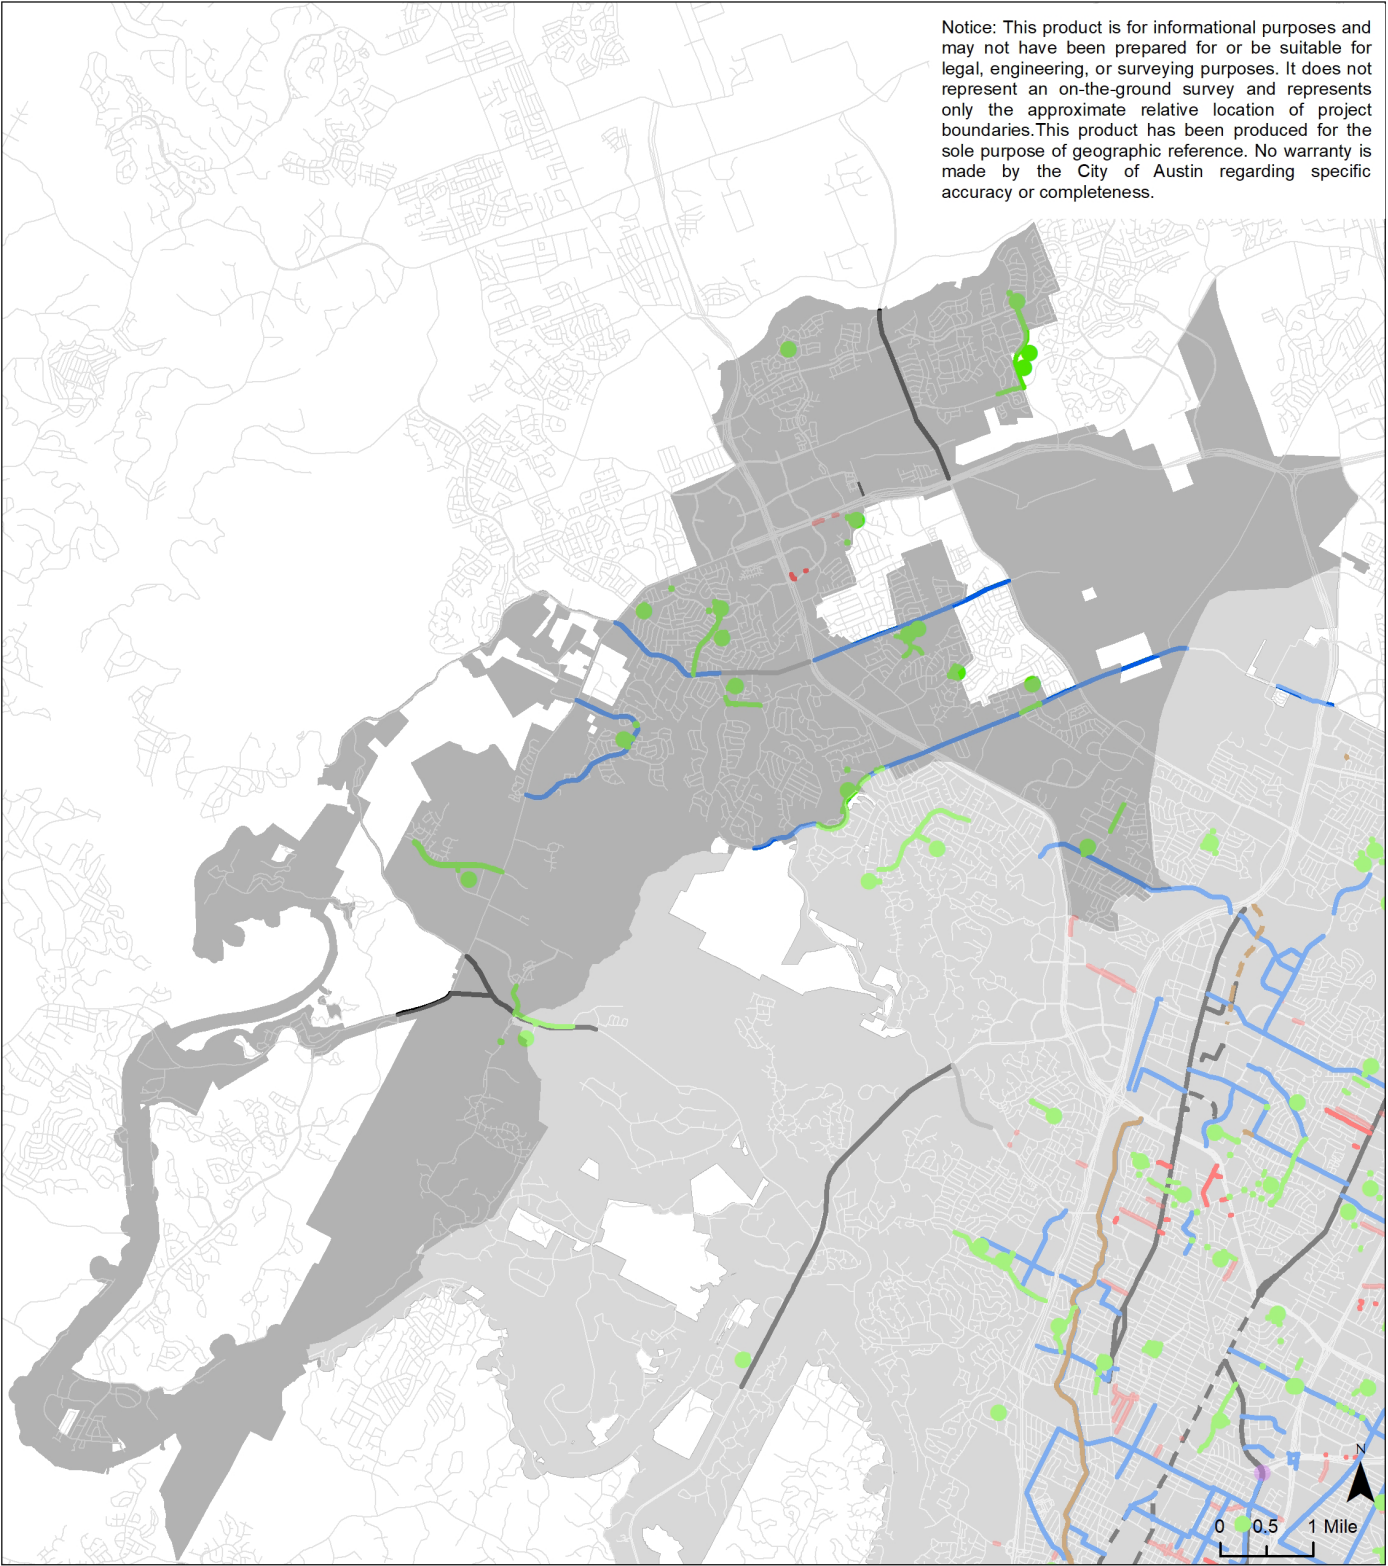 Notice: This product is for informational purposes and
may not have been prepared for or be suitable for
legal, engineering, or surveying purposes. It does not
represent an on-the-ground survey and represents
only the approximate relative location of project
boundaries.This product has been produced for the
sole purpose of geographic reference. No warranty is
made by the City of Austin regarding specific
accuracy or completeness.
N
0 0.5 1 Mile